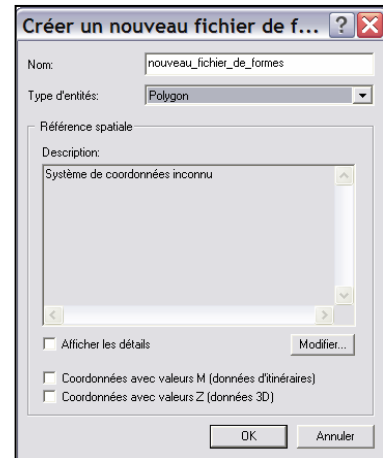 Créer un nouveau fichier de f...
Nom: nouveau_fichier_de_formes
Type d'entités: Polygon
Référence spatiale
Description:
Système de coordonnées inconnu
Afficher les détails Modifier...
Coordonnées avec valeurs M (données d'itinéraires)
Coordonnées avec valeurs Z (données 3D)
OK Annuler